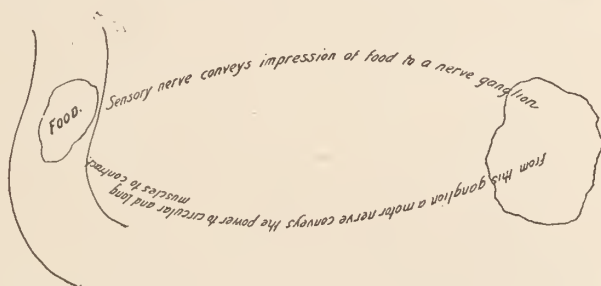 FOOD.
Sensory nerve conveys impression of food to a nerve ganglion
from this ganglion a motor nerve conveys the power to circular and long
muscles to contract.